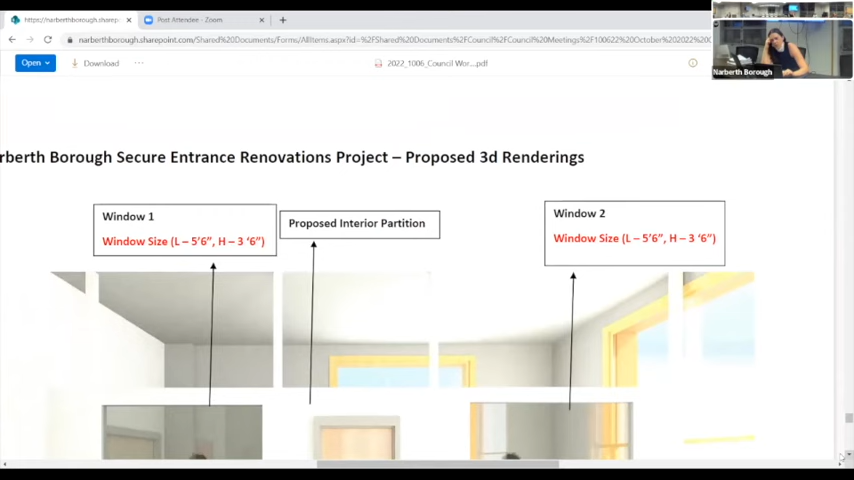 https://narberthborough.sharep
Post Attendee - Zoom
narberthborough.sharepoint.com/Shared%20Documents/Forms/AllItems.aspx?id=%2FShared%20Documents%2FCouncil%2FCouncil%20Meetings%2F100622%20October%202022%20C
Open
Download
2022_1006_Council Wor...pdf
Narberth Borough
rberth Borough Secure Entrance Renovations Project – Proposed 3d Renderings
Window 1
Window Size (L – 5'6”, H – 3 ‘6”)
Proposed Interior Partition
Window 2
Window Size (L – 5'6”, H – 3 ‘6”)